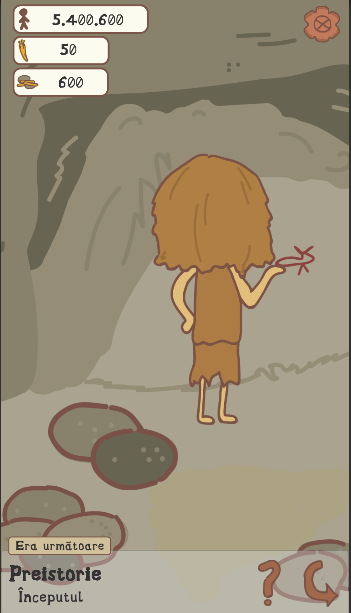 5.400.600
50
600
Era următoare
Preistorie
Începutul
?